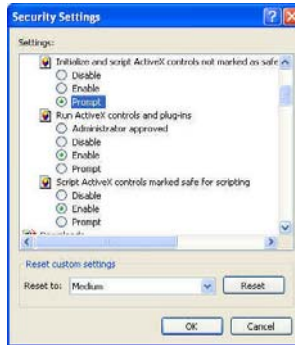 Security Settings
Settings:
Initialize and script ActiveX controls not marked as safe
Disable
Enable
Prompt
Run ActiveX controls and plug-ins
Administrator approved
Disable
Enable
Prompt
Script ActiveX controls marked safe for scripting
Disable
Enable
Prompt
Downloads
Reset custom settings
Reset to: Medium Reset
OK Cancel